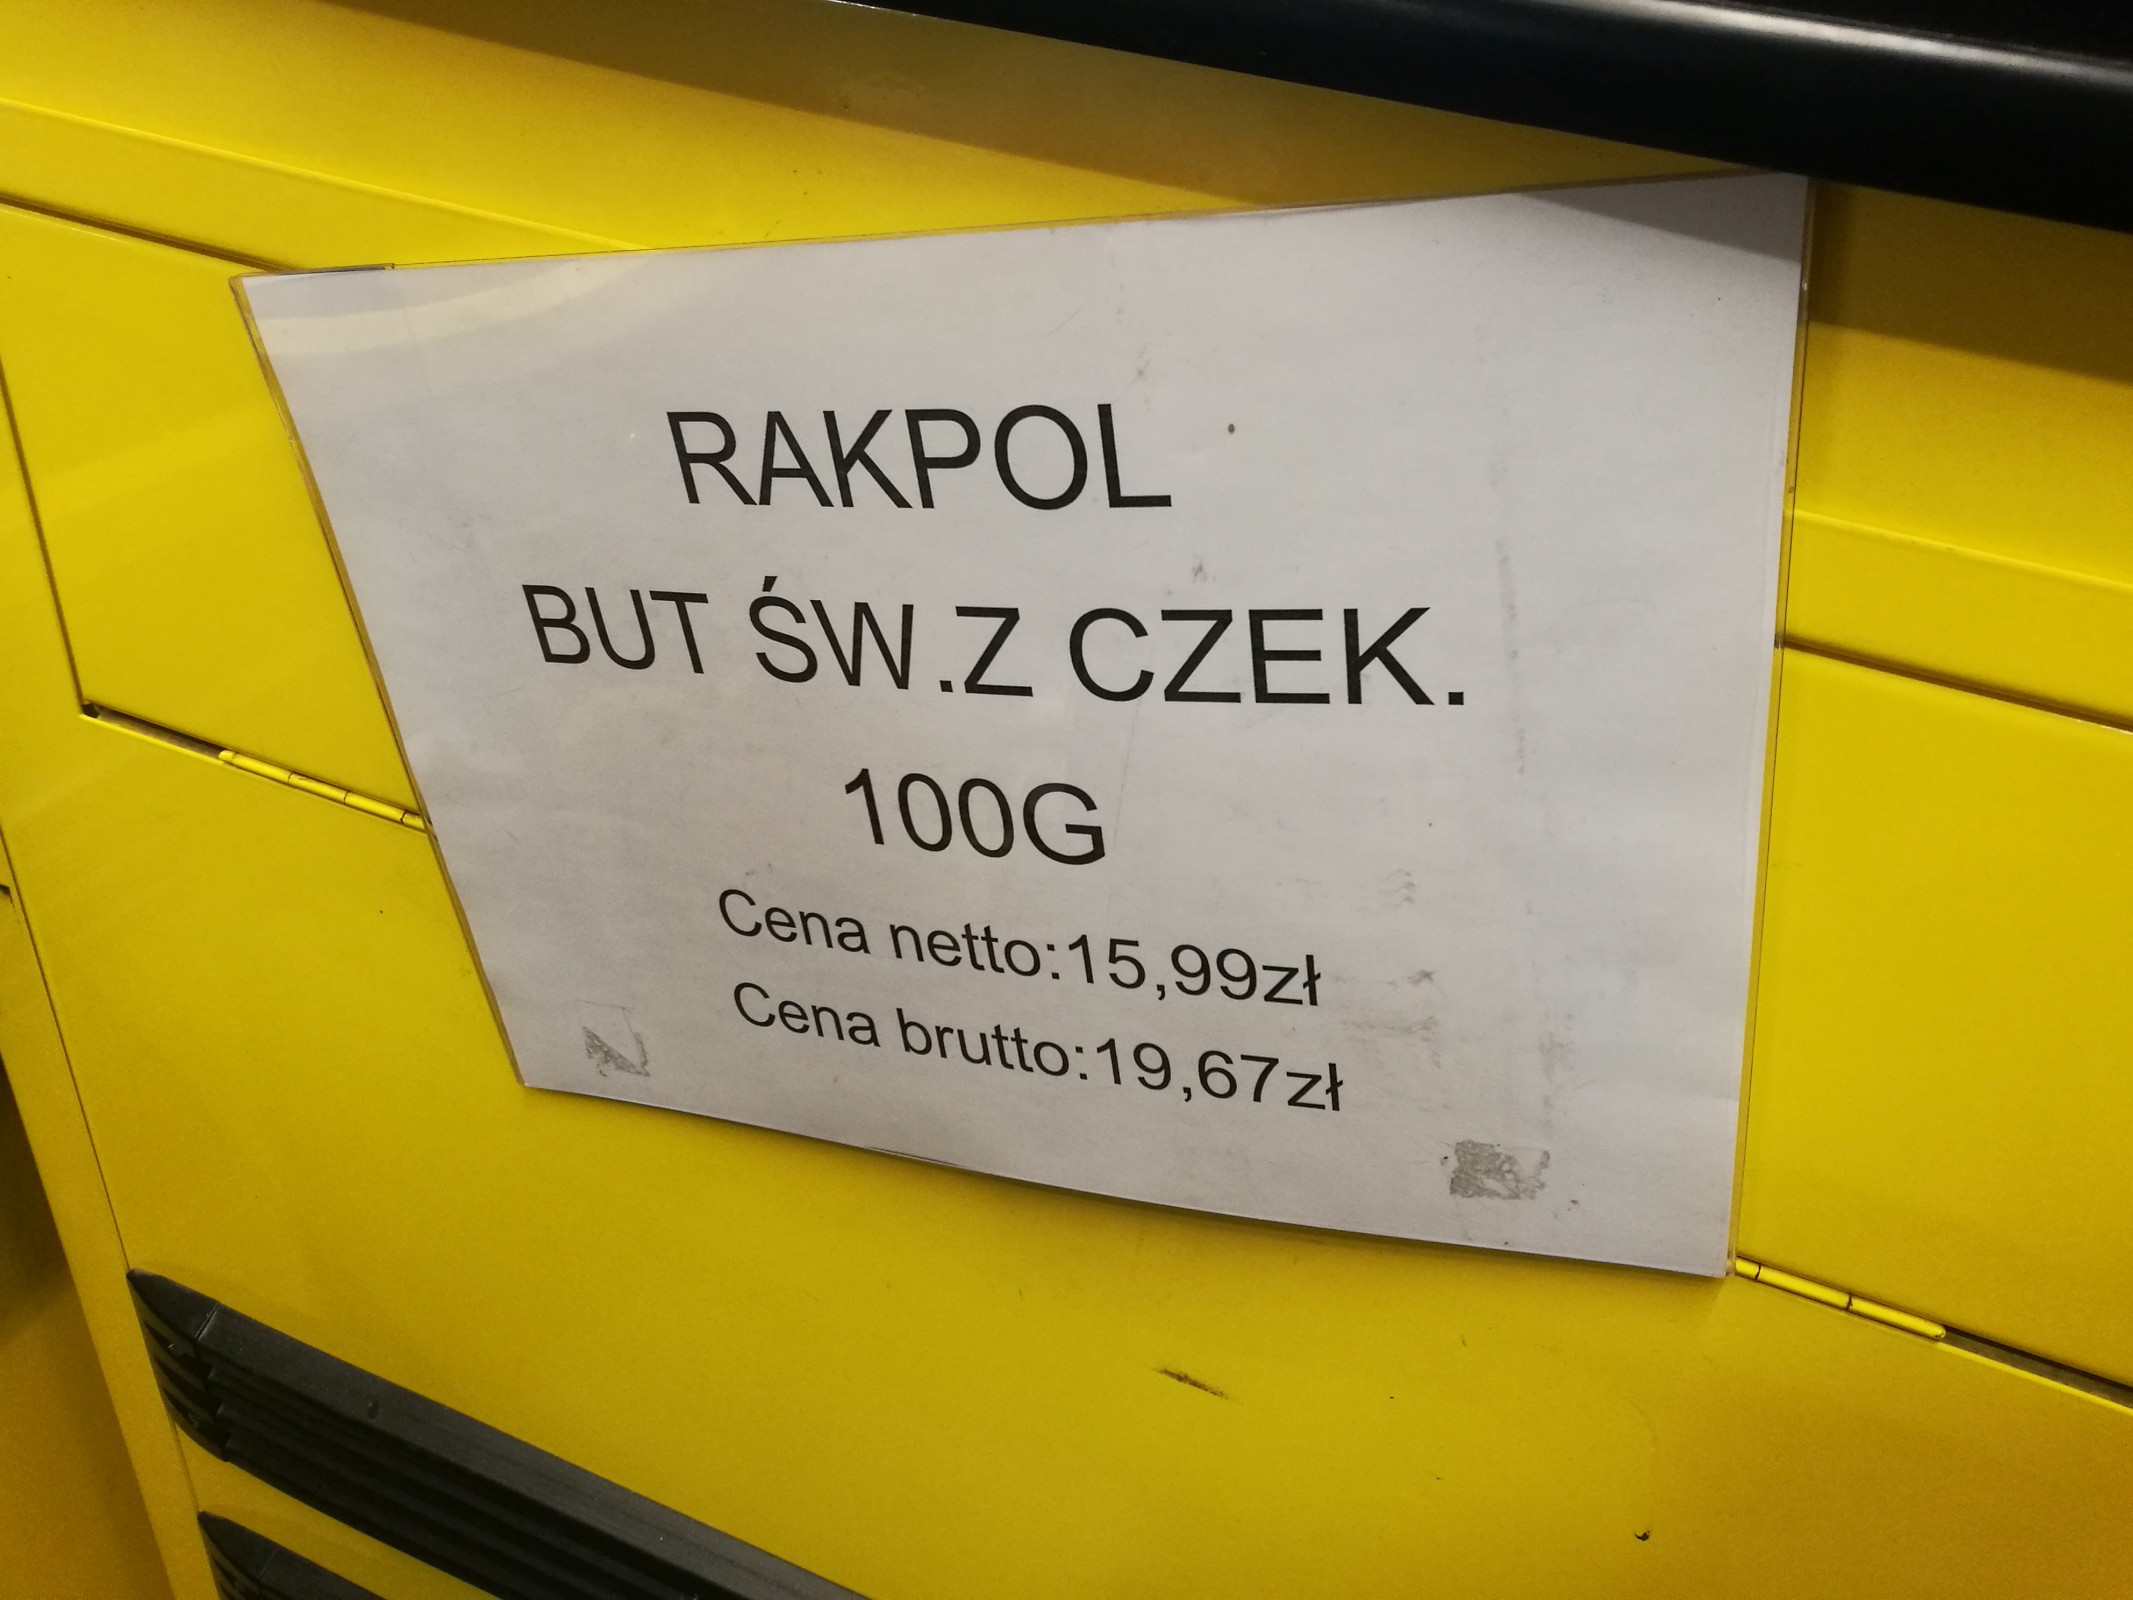 RAKPOL
BUT ŚW.Z CZEK.
100G
Cena netto:15,99zł
Cena brutto:19,67zł